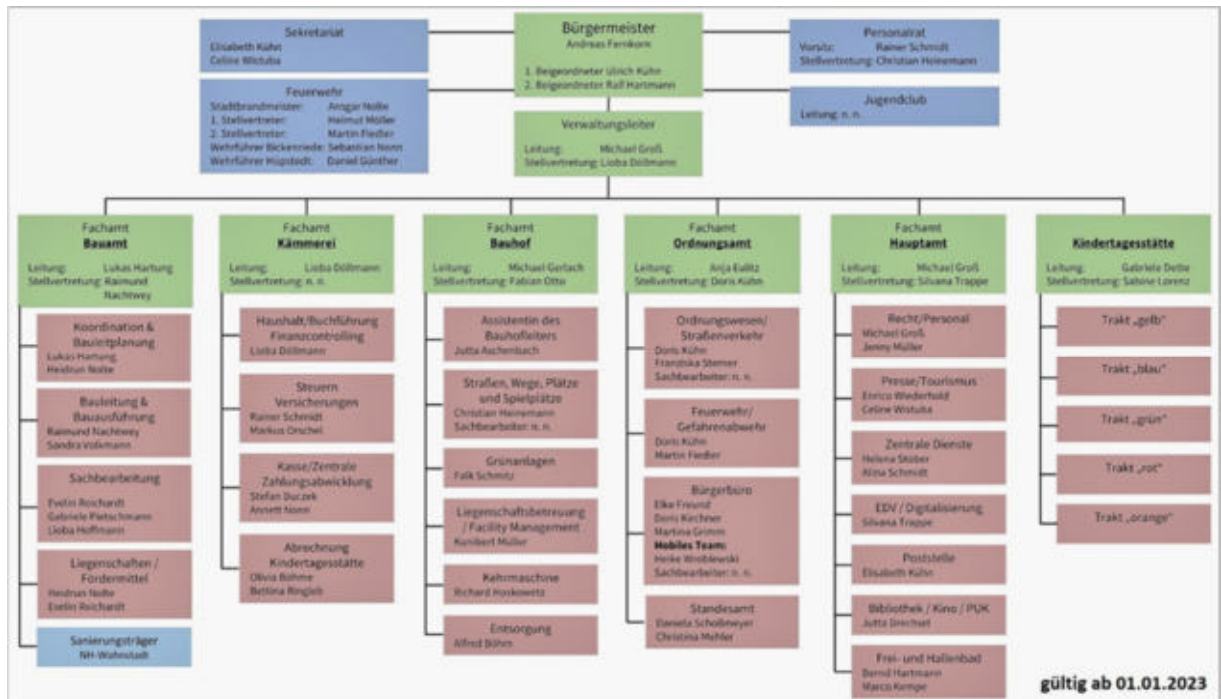 Sekretariat
Elisabeth Kühn
Celine Wistuba
Bürgermeister
Andreas Fernkorn
1. Beigeordneter Ulrich Kühn
2. Beigeordneter Ralf Hartmann
Personalrat
Vorsitz: Rainer Schmidt
Stellvertretung: Christian Heinemann
Feuerwehr
Stadtbrandmeister: Ansgar Nolte
1. Stellvertreter: Helmut Möller
2. Stellvertreter: Martin Fiedler
Wehrführer Bickenriede: Sebastian Nonn
Wehrführer Hüpstedt: Daniel Günther
Jugendclub
Leitung: n. n.
Verwaltungsleiter
Leitung: Michael Groß
Stellvertretung: Lioba Döllmann
Fachamt
Bauamt
Leitung: Lukas Hartung
Stellvertretung: Raimund
Nachtwey
Koordination &
Bauleitplanung
Lukas Hartung
Heidrun Nolte
Bauleitung &
Bauausführung
Raimund Nachtwey
Sandra Volkmann
Sachbearbeitung
Evelin Reichardt
Gabriele Pietschmann
Lioba Hoffmann
Liegenschaften /
Fördermittel
Heidrun Nolte
Evelin Reichardt
Sanierungsträger
NH-Wohnstadt
Fachamt
Kämmerei
Leitung: Lioba Döllmann
Stellvertretung: n. n.
Haushalt/Buchführung
Finanzcontrolling
Lioba Döllmann
Steuern
Versicherungen
Rainer Schmidt
Markus Orschel
Kasse/Zentrale
Zahlungsabwicklung
Stefan Duczek
Annett Nonn
Abrechnung
Kindertagesstätte
Olivia Böhme
Bettina Ringleb
Fachamt
Bauhof
Leitung: Michael Gerlach
Stellvertretung: Fabian Otto
Assistentin des
Bauhofleiters
Jutta Aschenbach
Straßen, Wege, Plätze
und Spielplätze
Christian Heinemann
Sachbearbeiter: n. n.
Grünanlagen
Falk Schmitz
Liegenschaftsbetreuung
/ Facility Management
Kunibert Müller
Kehrmaschine
Richard
Entsorgung
Alfred Böhm
Fachamt
Ordnungsamt
Leitung: Anja Eulitz
Stellvertretung: Doris Kühn
Ordnungswesen/
Straßenverkehr
Doris Kühn
Franziska
Sachbearbeiter: n. n.
Feuerwehr/
Gefahrenabwehr
Doris Kühn
Martin Fiedler
Bürgerbüro
Elke Freund
Doris Kirchner
Martina Grimm
Mobiles Team:
Heike Wroblewski
Sachbearbeiter: n. n.
Standesamt
Daniela Schollmeyer
Christina Mehler
Fachamt
Hauptamt
Leitung: Michael Groß
Stellvertretung: Silvana Trappe
Recht/Personal
Michael Groß
Jenny Müller
Presse/Tourismus
Enrico Wiederhold
Celine Wistuba
Zentrale Dienste
Helena Stüber
Alina Schmidt
EDV / Digitalisierung
Silvana Trappe
Poststelle
Elisabeth Kühn
Bibliothek / Kino / PUK
Jutta Drechsel
Frei- und Hallenbad
Bernd Hartmann
Marco Kempe
Kindertagesstätte
Leitung: Gabriele Dette
Stellvertretung: Sabine Lorenz
Trakt „gelb"
Trakt „blau"
Trakt „grün"
Trakt „rot"
Trakt „orange"
gültig ab 01.01.2023